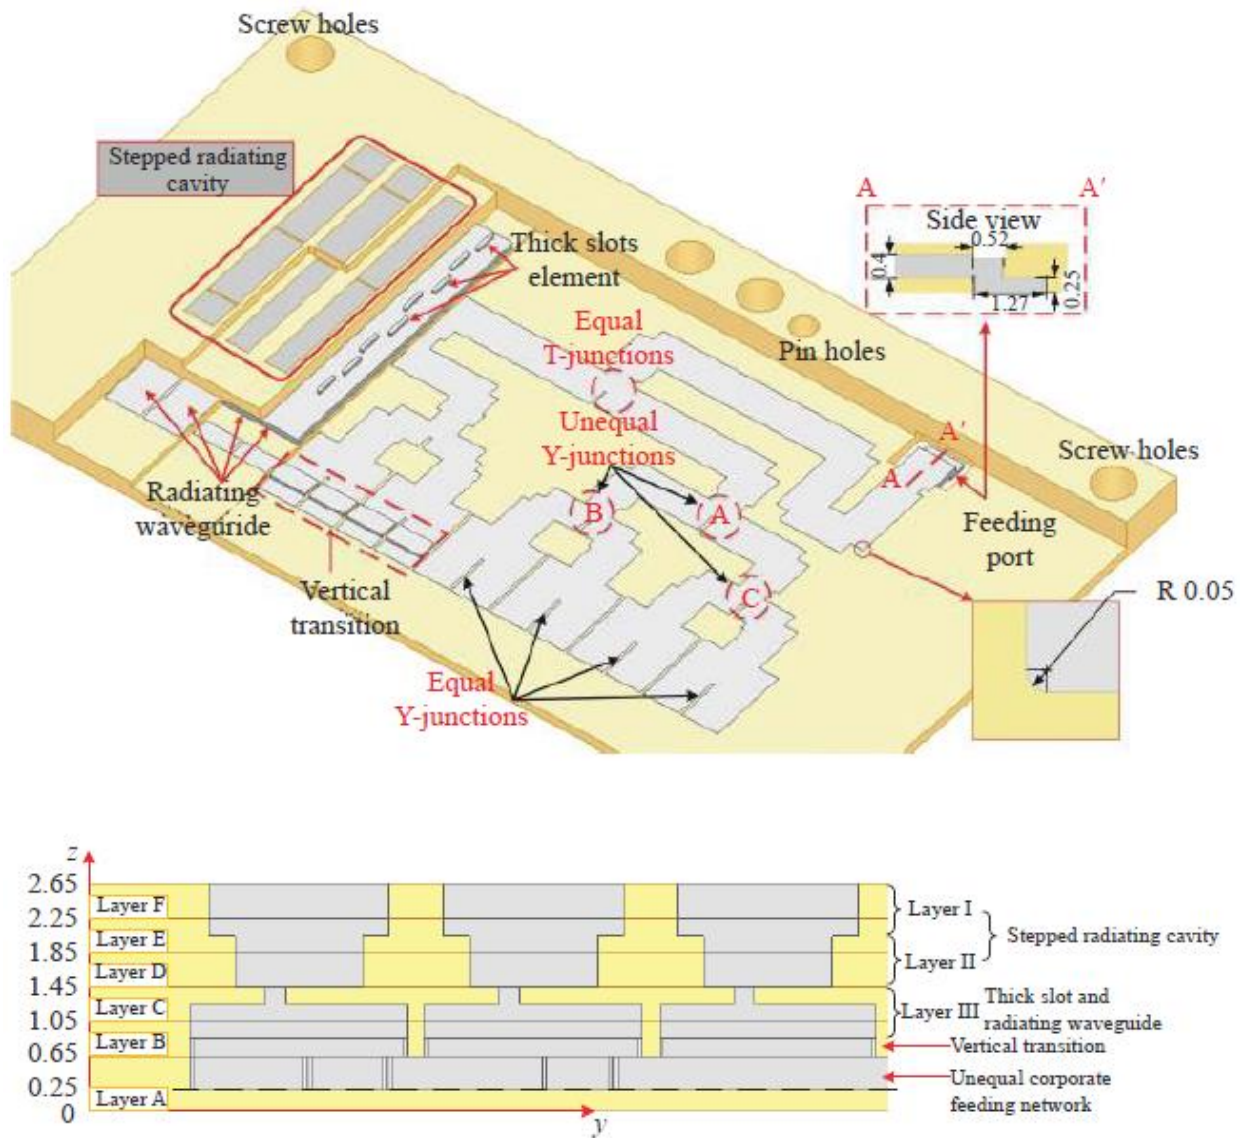 Screw holes
Stepped radiating
cavity
Thick slots
element
A
A′
Side view
0.52
0.4
0.25
1.27
Equal
T-junctions
Pin holes
Unequal
Y-junctions
A′
A
Screw holes
B
A
Radiating
waveguride
Feeding
port
C
Vertical
transition
R 0.05
Equal
Y-junctions
z
2.65
Layer F
Layer I
2.25
Layer E
Stepped radiating cavity
1.85
Layer D
Layer II
1.45
Layer C
Layer III
Thick slot and
radiating waveguide
1.05
Layer B
Vertical transition
0.65
Unequal corporate
feeding network
0.25
Layer A
0
y